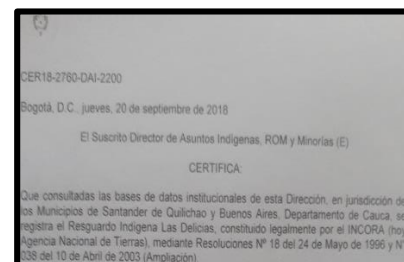 CER18-2760-DAI-2200
Bogotá, D.C., jueves, 20 de septiembre de 2018
El Suscrito Director de Asuntos Indígenas, ROM y Minorías (E)
CERTIFICA:
Que consultadas las bases de datos institucionales de esta Dirección, en jurisdicción de
los Municipios de Santander de Quilichao y Buenos Aires, Departamento de Cauca, se
registra el Resguardo Indígena Las Delicias, constituido legalmente por el INCORA (hoy
Agencia Nacional de Tierras), mediante Resoluciones Nº 18 del 24 de Mayo de 1996 y Nº
038 del 10 de Abril de 2003 (Ampliación)